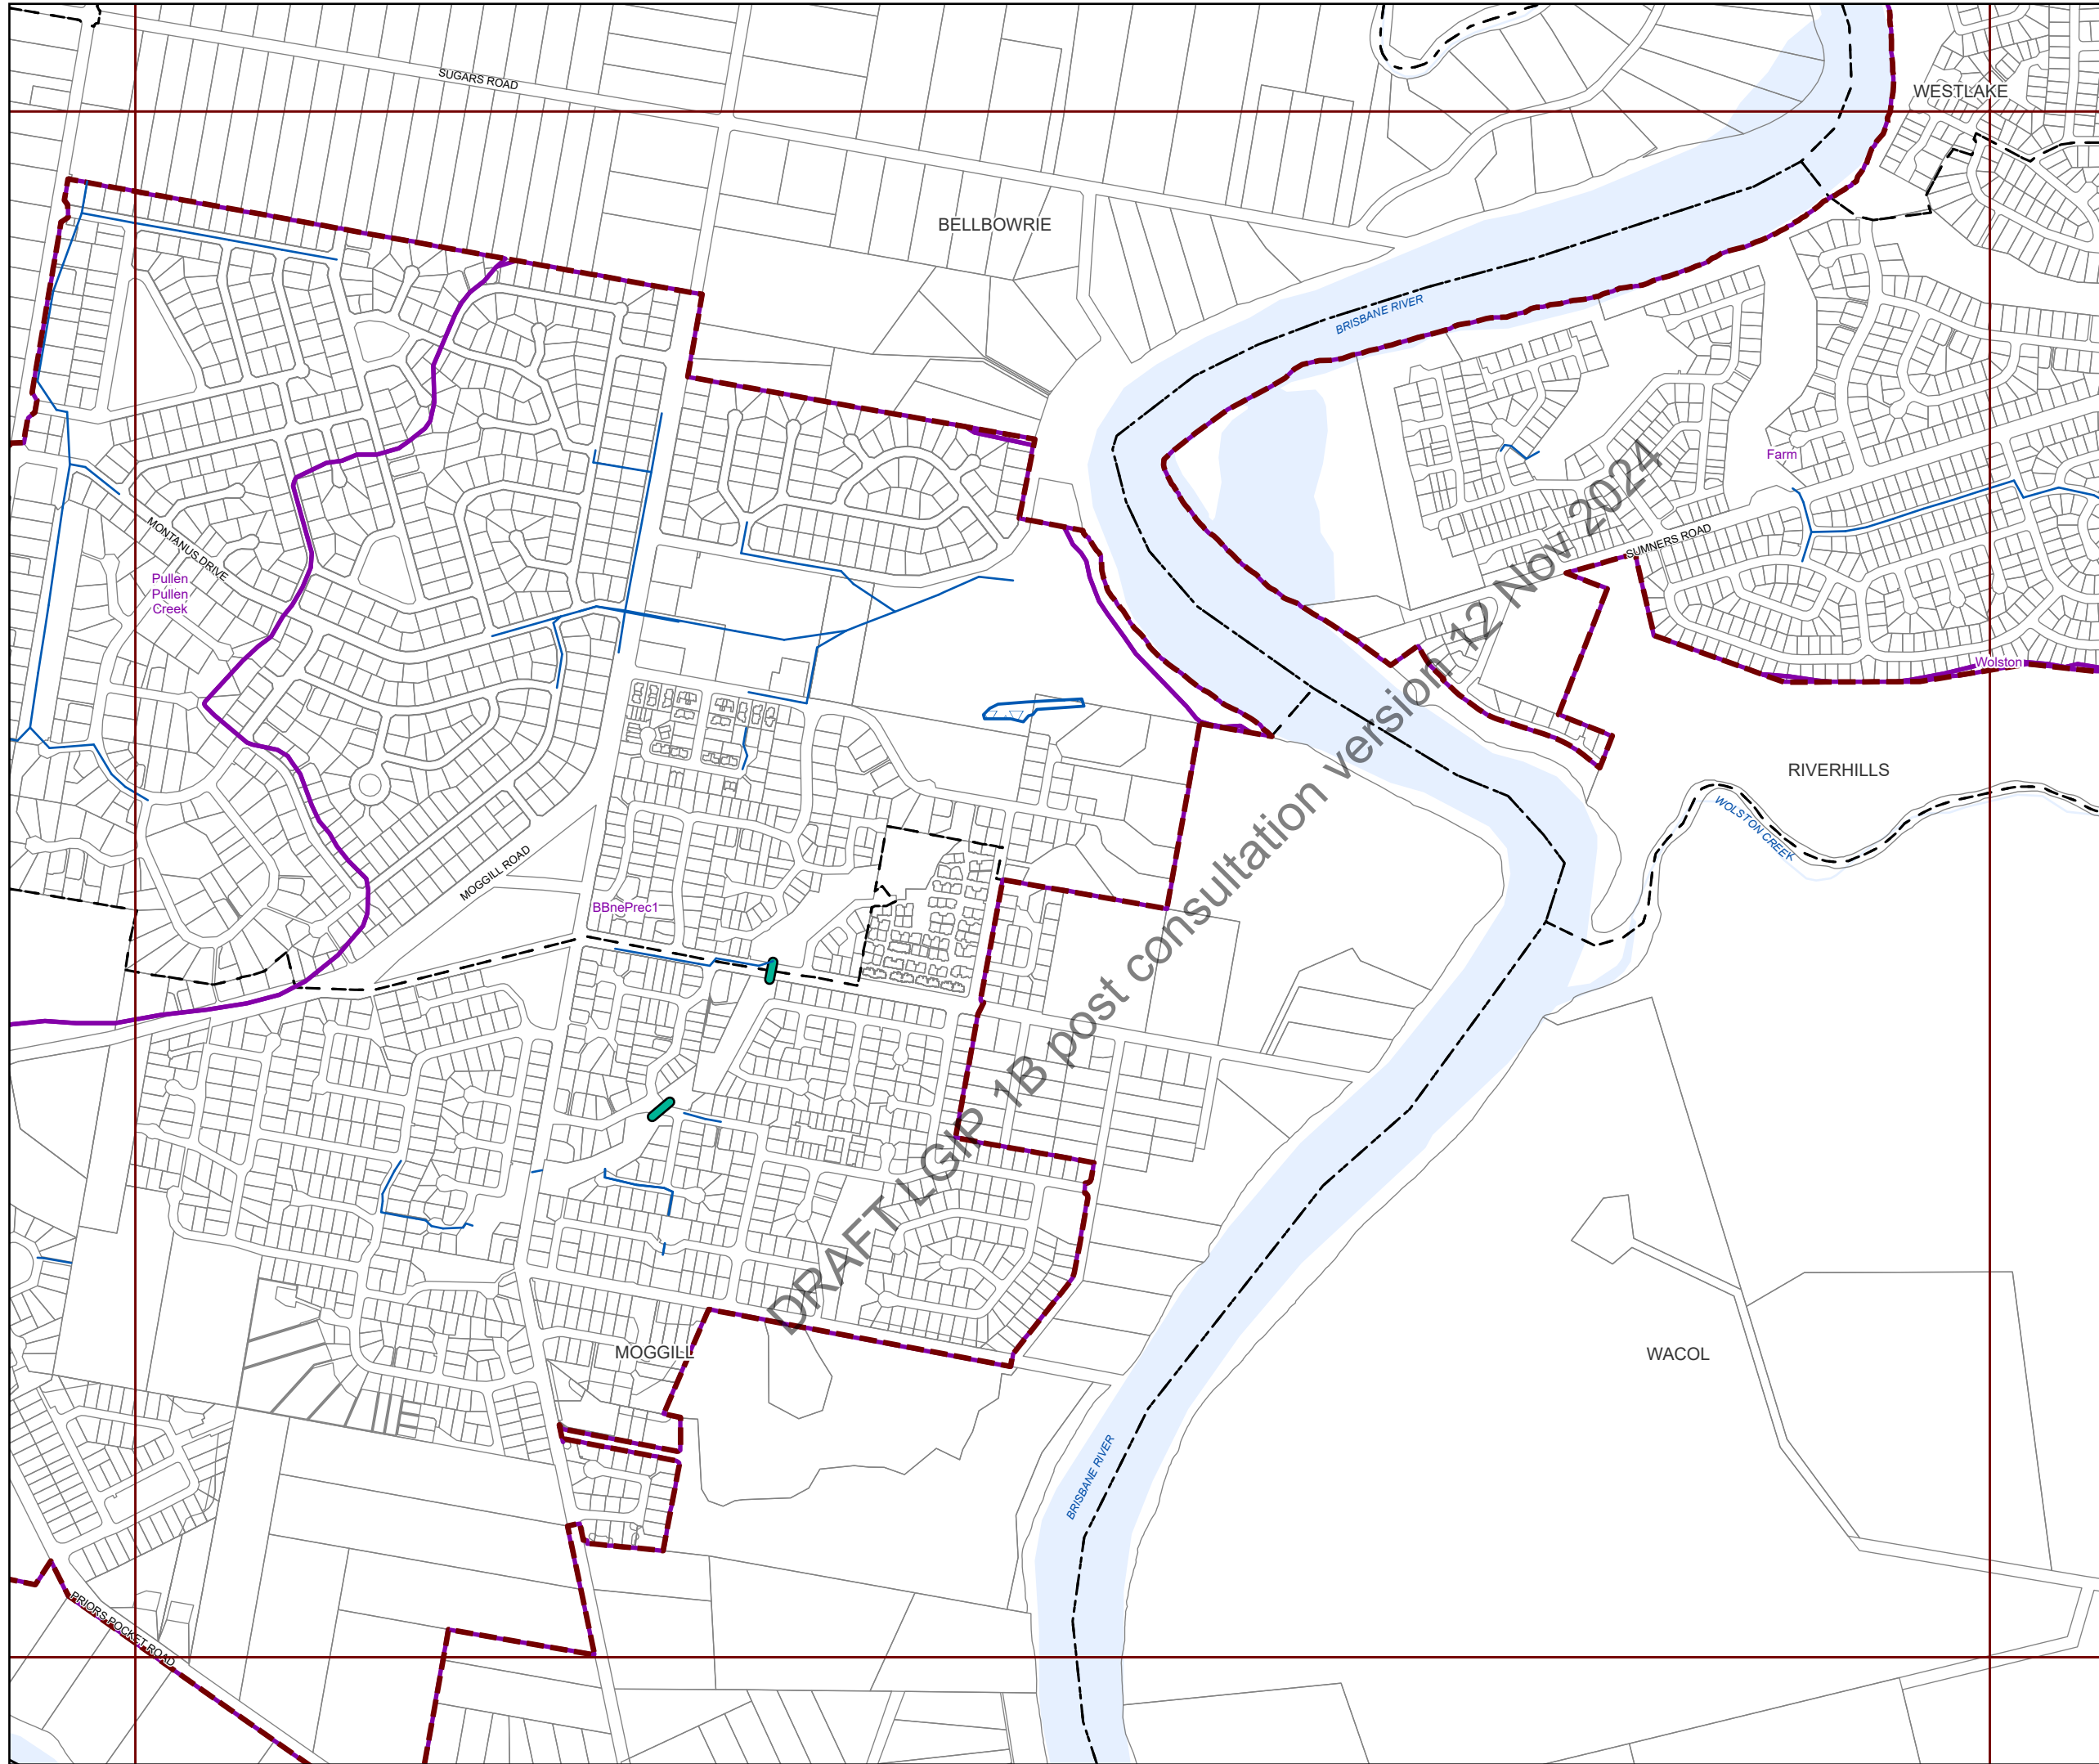 SUGARS ROAD
WESTLAKE
BELLBOWRIE
BRISBANE RIVER
Farm
MONTANUS DRIVE
SUMNERS ROAD
Pullen
Pullen
Creek
Wolston
RIVERHILLS
WOLSTON CREEK
MOGGILL ROAD
BBnePrec1
DRAFT LGIP 1B post consultation version 12 Nov 2024
MOGGILL
WACOL
BRISBANE RIVER
PRIORS POCKET ROAD